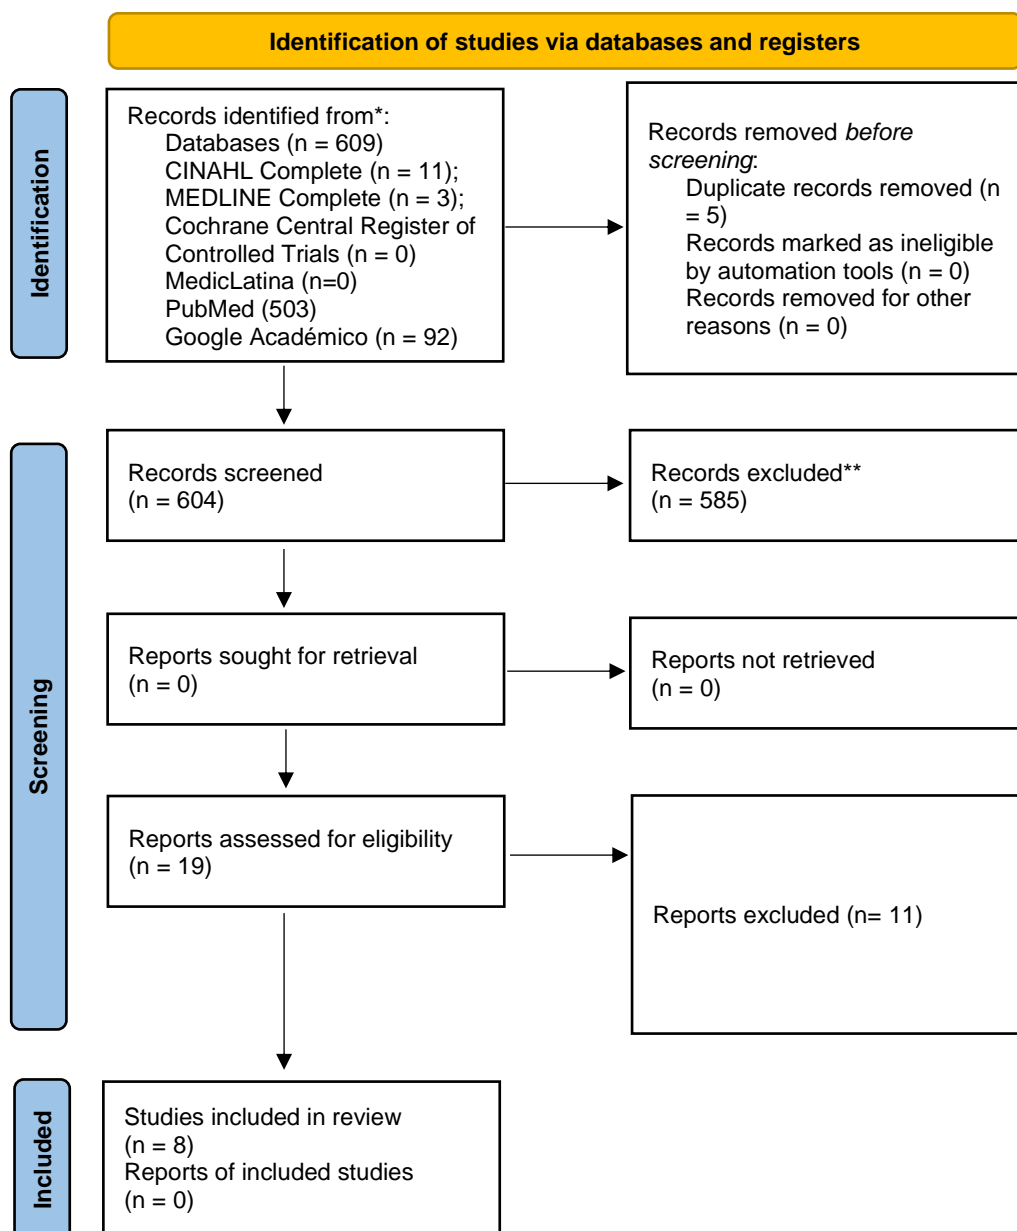 Identification of studies via databases and registers
Identification
Records identified from*:
Databases (n = 609)
CINAHL Complete (n = 11);
MEDLINE Complete (n = 3);
Cochrane Central Register of
Controlled Trials (n = 0)
MedicLatina (n=0)
PubMed (503)
Google Académico (n = 92)
Records removed before
screening:
Duplicate records removed (n
= 5)
Records marked as ineligible
by automation tools (n = 0)
Records removed for other
reasons (n = 0)
Screening
Records screened
(n = 604)
Records excluded**
(n = 585)
Reports sought for retrieval
(n = 0)
Reports not retrieved
(n = 0)
Reports assessed for eligibility
(n = 19)
Reports excluded (n= 11)
Included
Studies included in review
(n = 8)
Reports of included studies
(n = 0)